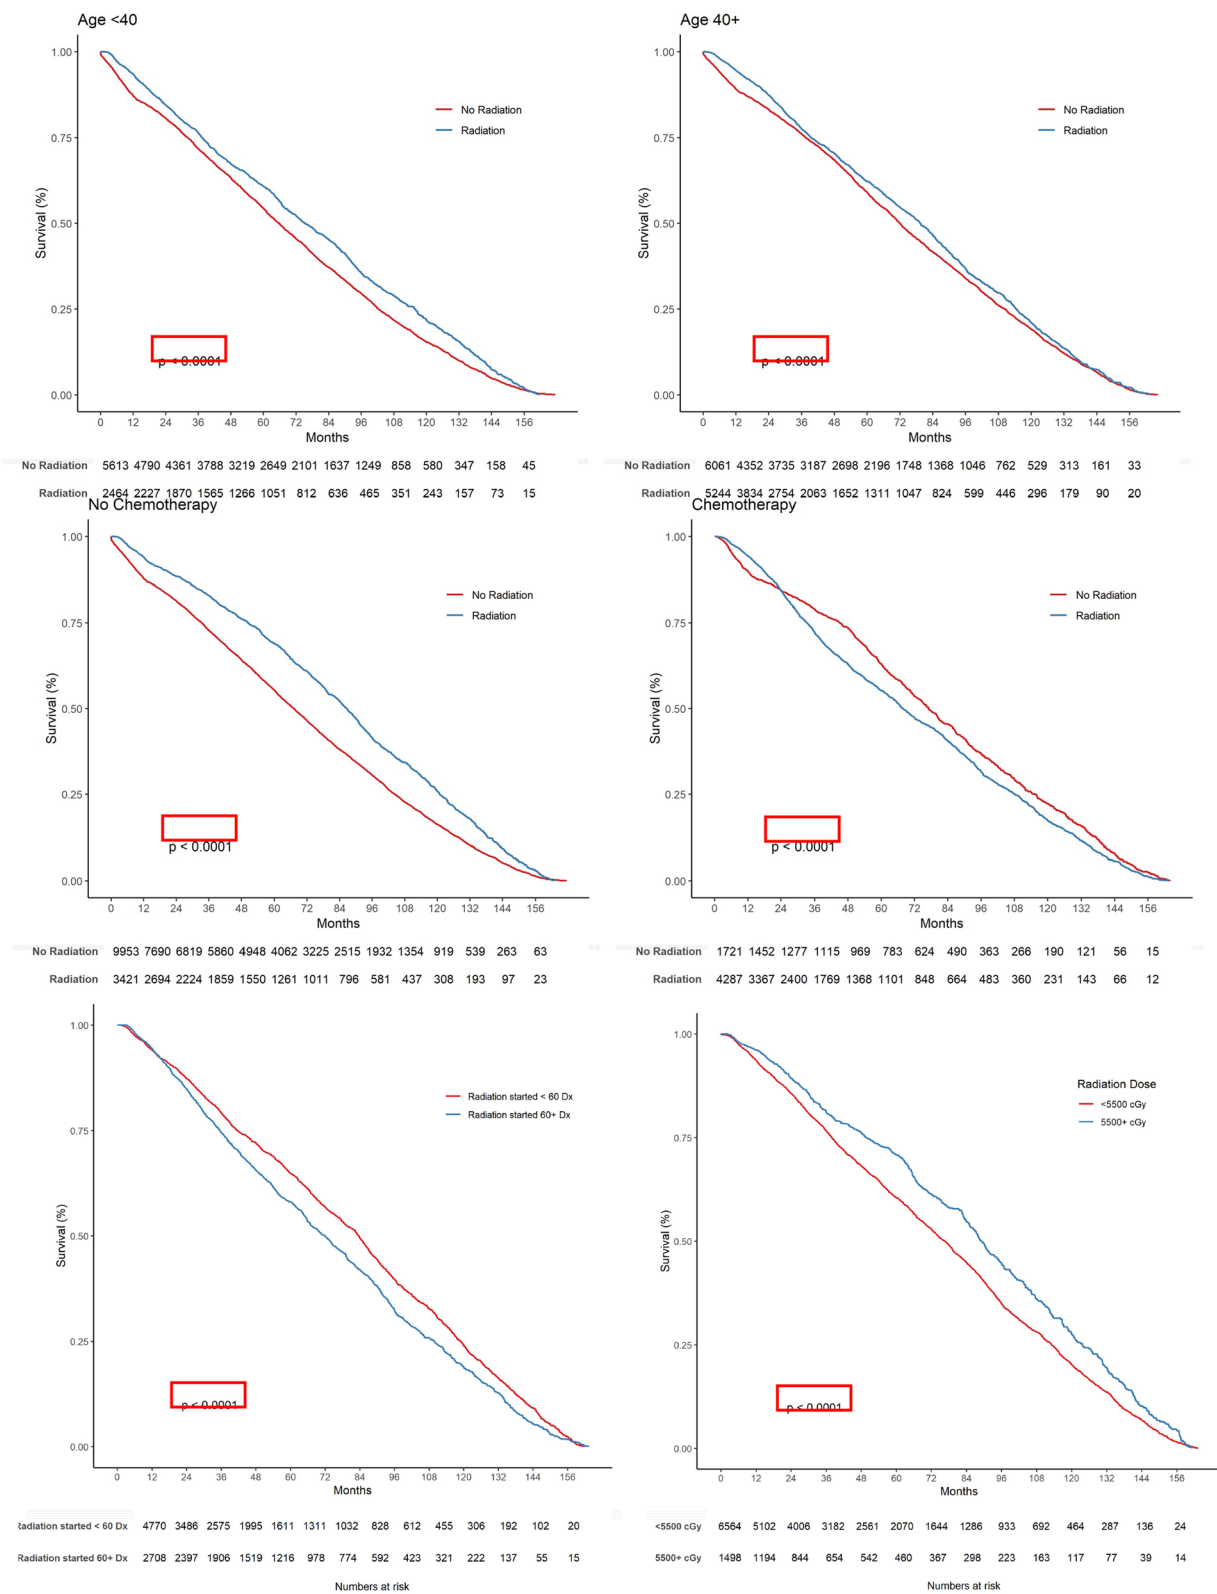 Age <40
1.00
0.75
0.50
0.25
0.00
Survival (%)
No Radiation
Radiation
p < 0.0001
0 12 24 36 48 60 72 84 96 108 120 132 144 156
Months
No Radiation 5613 4790 4361 3788 3219 2649 2101 1637 1249 858 580 347 158 45
Radiation 2464 2227 1870 1565 1266 1051 812 636 465 351 243 157 73 15
Age 40+
1.00
0.75
0.50
0.25
0.00
Survival (%)
No Radiation
Radiation
p < 0.0001
0 12 24 36 48 60 72 84 96 108 120 132 144 156
Months
No Radiation 6061 4352 3735 3187 2698 2196 1748 1368 1046 762 529 313 161 33
Radiation 5244 3834 2754 2063 1652 1311 1047 824 599 446 296 179 90 20
No Chemotherapy
1.00
0.75
0.50
0.25
0.00
Survival (%)
No Radiation
Radiation
p < 0.0001
0 12 24 36 48 60 72 84 96 108 120 132 144 156
Months
No Radiation 9953 7690 6819 5860 4948 4062 3225 2515 1932 1354 919 539 263 63
Radiation 3421 2694 2224 1859 1550 1261 1011 796 581 437 308 193 97 23
Chemotherapy
1.00
0.75
0.50
0.25
0.00
Survival (%)
No Radiation
Radiation
p < 0.0001
0 12 24 36 48 60 72 84 96 108 120 132 144 156
Months
No Radiation 1721 1452 1277 1115 969 783 624 490 363 266 190 121 56 15
Radiation 4287 3367 2400 1769 1368 1101 848 664 483 360 231 143 66 12
1.00
0.75
0.50
0.25
0.00
Survival (%)
Radiation started < 60 Dx
Radiation started 60+ Dx
p < 0.0001
0 12 24 36 48 60 72 84 96 108 120 132 144 156
Months
Radiation started < 60 Dx 4770 3486 2575 1995 1611 1311 1032 828 612 455 306 192 102 20
Radiation started 60+ Dx 2708 2397 1906 1519 1216 978 774 592 423 321 222 137 55 15
Numbers at risk
1.00
0.75
0.50
0.25
0.00
Survival (%)
Radiation Dose
<5500 cGy
5500+ cGy
p < 0.0001
0 12 24 36 48 60 72 84 96 108 120 132 144 156
Months
<5500 cGy 6564 5102 4006 3182 2561 2070 1644 1286 933 692 464 287 136 24
5500+ cGy 1498 1194 844 654 542 460 367 298 223 163 117 77 39 14
Numbers at risk